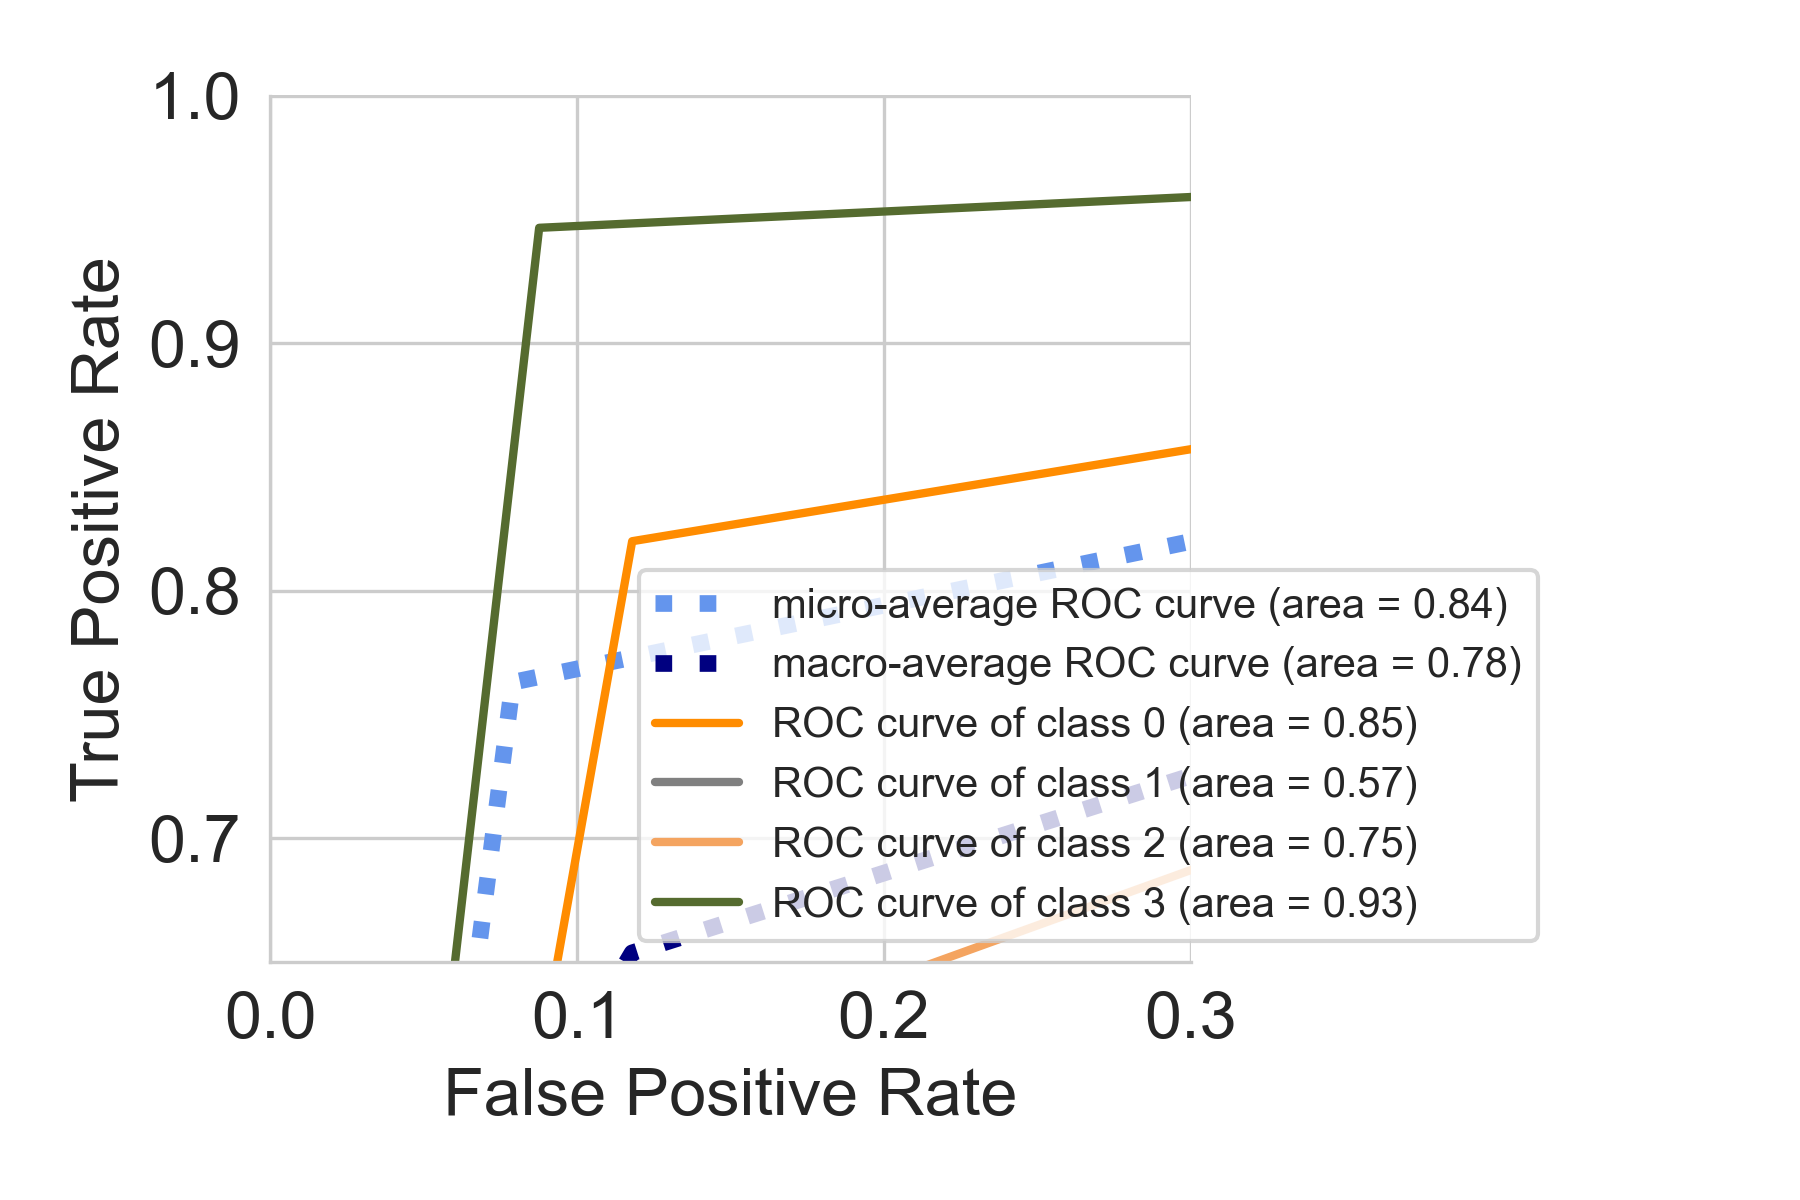 1.0
0.9
0.8
0.7
True Positive Rate
micro-average ROC curve (area = 0.84)
macro-average ROC curve (area = 0.78)
ROC curve of class 0 (area = 0.85)
ROC curve of class 1 (area = 0.57)
ROC curve of class 2 (area = 0.75)
ROC curve of class 3 (area = 0.93)
0.0 0.1 0.2 0.3
False Positive Rate